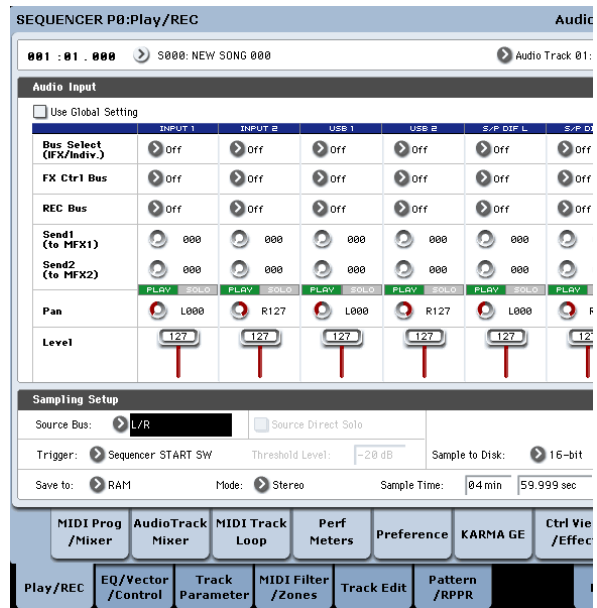 SEQUENCER P0:Play/REC Audio
001 :01 . 000 S000: NEW SONG 000 Audio Track 01:
Audio Input
Use Global Setting
INPUT 1 INPUT 2 USB 1 USB 2 S/P DIF L S/P DI
Bus Select (IFX/Indiv.) Off Off Off Off Off Off
FX Ctrl Bus Off Off Off Off Off Off
REC Bus Off Off Off Off Off Off
Send1 (to MFX1) 000 000 000 000 000
Send2 (to MFX2) 000 000 000 000 000
PLAY SOLO PLAY SOLO PLAY SOLO PLAY SOLO PLAY SOLO PLAY
Pan L000 R127 L000 R127 L000
Level 127 127 127 127 127 12
Sampling Setup
Source Bus: L/R Source Direct Solo
Trigger: Sequencer START SW Threshold Level: -20 dB Sample to Disk: 16-bit
Save to: RAM Mode: Stereo Sample Time: 04 min 59.999 sec
MIDI Prog /Mixer AudioTrack Mixer MIDI Track Loop Perf Meters Preference KARMA GE Ctrl Vie /Effec
Play/REC EQ/Vector /Control Track Parameter MIDI Filter /Zones Track Edit Pattern /RPPR